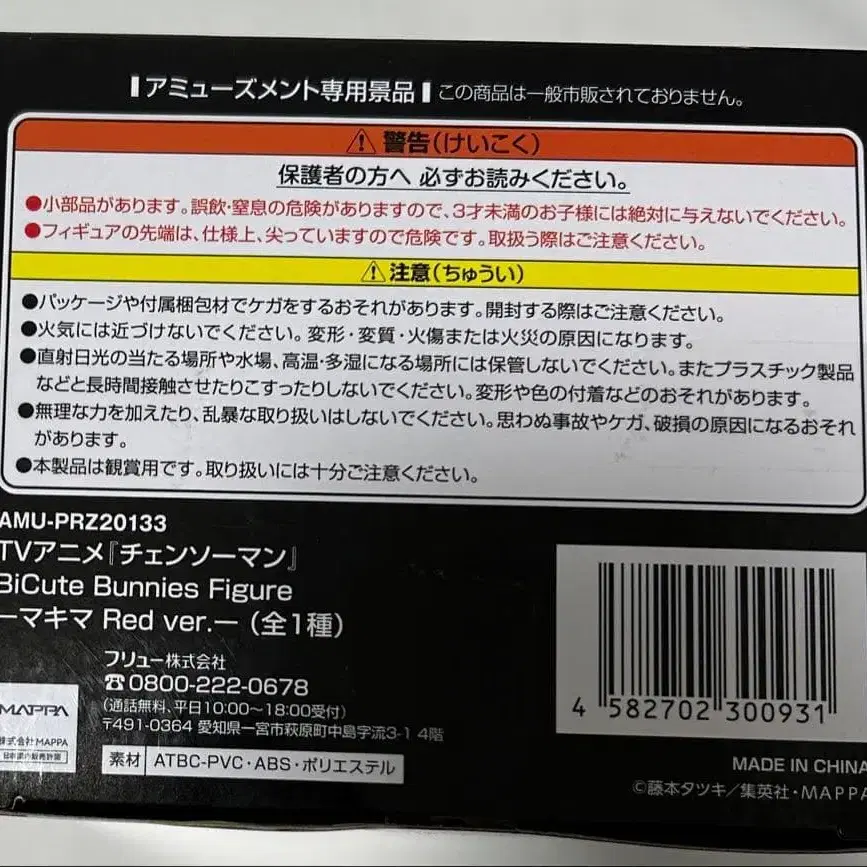 アミューズメント専用景品 この商品は一般市販されておりません。
⚠警告(けいこく)
保護者の方へ 必ずお読みください。
●小部品があります。誤飲・窒息の危険がありますので、3才未満のお子様には絶対に与えないでください。
●フィギュアの先端は、仕様上、尖っていますので危険です。取扱う際はご注意ください。
⚠注意(ちゅうい)
●パッケージや付属梱包材でケガをするおそれがあります。開封する際はご注意ください。
●火気には近づけないでください。変形・変質・火傷または火災の原因になります。
●直射日光の当たる場所や水場、高温・多湿になる場所には保管しないでください。またプラスチック製品
などと長時間接触させたりこすったりしないでください。変形や色の付着などのおそれがあります。
●無理な力を加えたり、乱暴な取り扱いはしないでください。思わぬ事故やケガ、破損の原因になるおそれ
があります。
●本製品は観賞用です。取り扱いには十分ご注意ください。
AMU-PRZ20133
TVアニメ『チェンソーマン』
BiCute Bunnies Figure
ーマキマ Red ver.ー (全1種)
フリュー株式会社
☎0800-222-0678
(通話無料、平日10:00〜18:00受付)
〒491-0364 愛知県一宮市萩原町中島字流3-1 4階
素材 ATBC-PVC・ABS・ポリエステル
MAPPA
株式会社MAPPA
日本国内販売許諾
4 582702 300931
MADE IN CHINA
©藤本タツキ/集英社・MAPPA